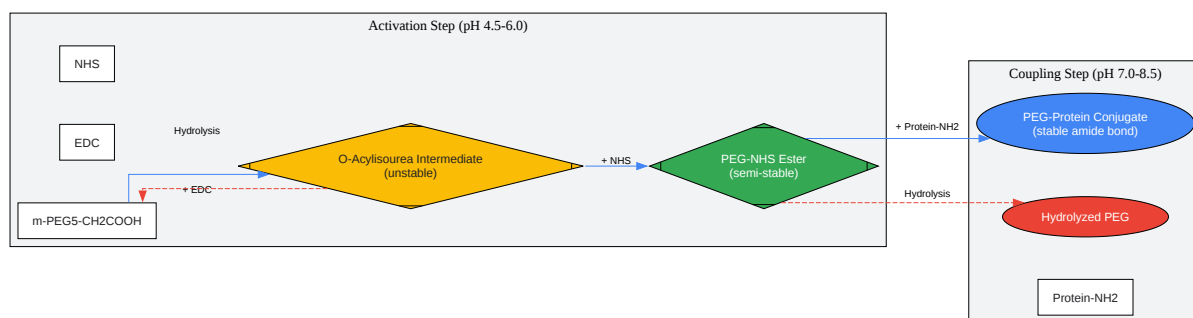 Activation Step (pH 4.5-6.0)
NHS
EDC
Hydrolysis
+ EDC
m-PEG5-CH2COOH
O-Acylisourea Intermediate
(unstable)
+ NHS
PEG-NHS Ester
(semi-stable)
+ Protein-NH2
Hydrolysis
Coupling Step (pH 7.0-8.5)
PEG-Protein Conjugate
(stable amide bond)
Hydrolyzed PEG
Protein-NH2